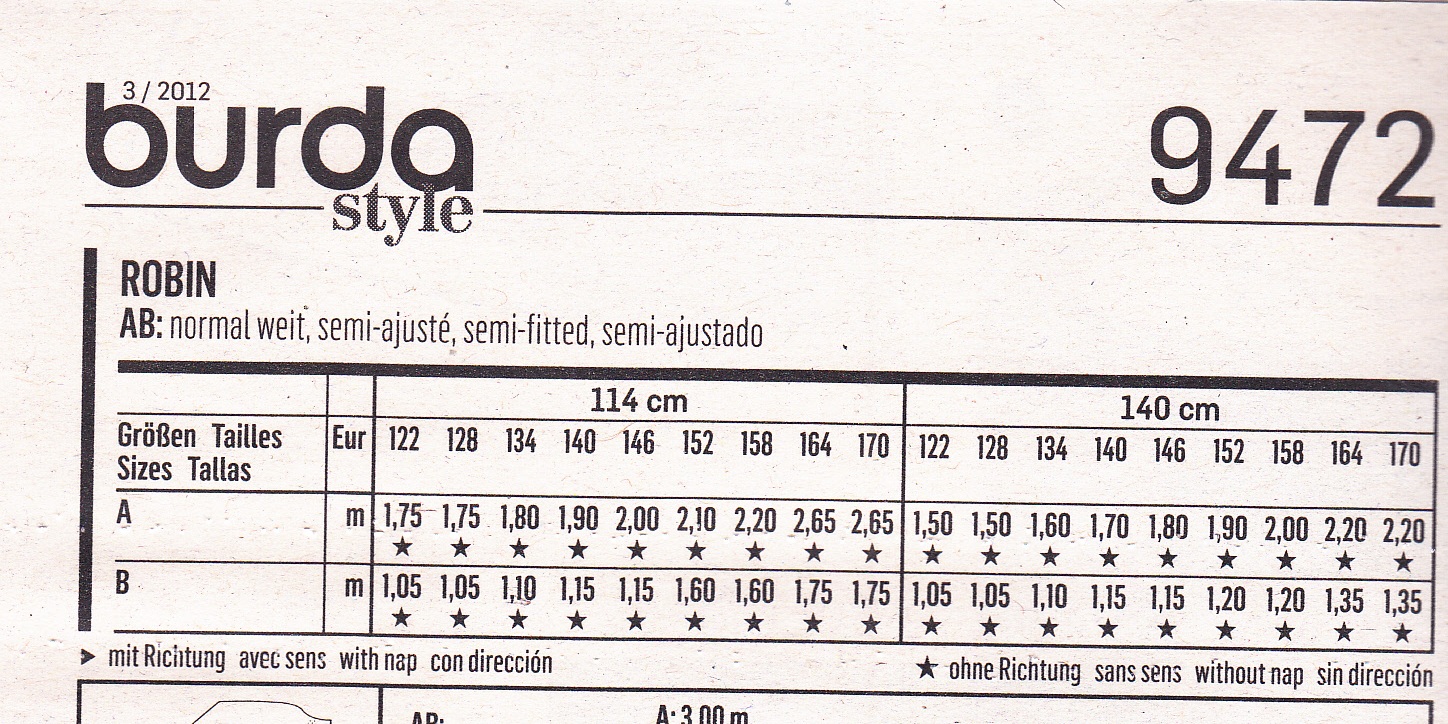 3 / 2012
burda
style
9472
ROBIN
AB: normal weit, semi-ajusté, semi-fitted, semi-ajustado
114 cm 140 cm
Größen Tailles Eur 122 128 134 140 146 152 158 164 170 122 128 134 140 146 152 158 164 170
Sizes Tallas
A m 1,75 1,75 1,80 1,90 2,00 2,10 2,20 2,65 2,65 1,50 1,50 1,60 1,70 1,80 1,90 2,00 2,20 2,20
★ ★ ★ ★ ★ ★ ★ ★ ★ ★ ★ ★ ★ ★ ★ ★ ★ ★
B m 1,05 1,05 1,10 1,15 1,15 1,60 1,60 1,75 1,75 1,05 1,05 1,10 1,15 1,15 1,20 1,20 1,35 1,35
★ ★ ★ ★ ★ ★ ★ ★ ★ ★ ★ ★ ★ ★ ★ ★ ★ ★
➤ mit Richtung avec sens with nap con dirección ★ ohne Richtung sans sens without nap sin dirección
AB: A: 3,00 m